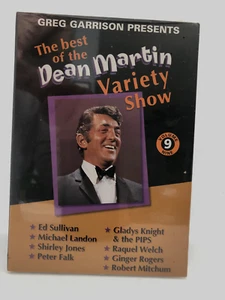 GREG GARRISON PRESENTS
The best of
the Dean Martin
Variety
Show
9
★ Ed Sullivan
★ Michael Landon
★ Shirley Jones
★ Peter Falk
★ Gladys Knight
& the PIPS
★ Raquel Welch
★ Ginger Rogers
★ Robert Mitchum